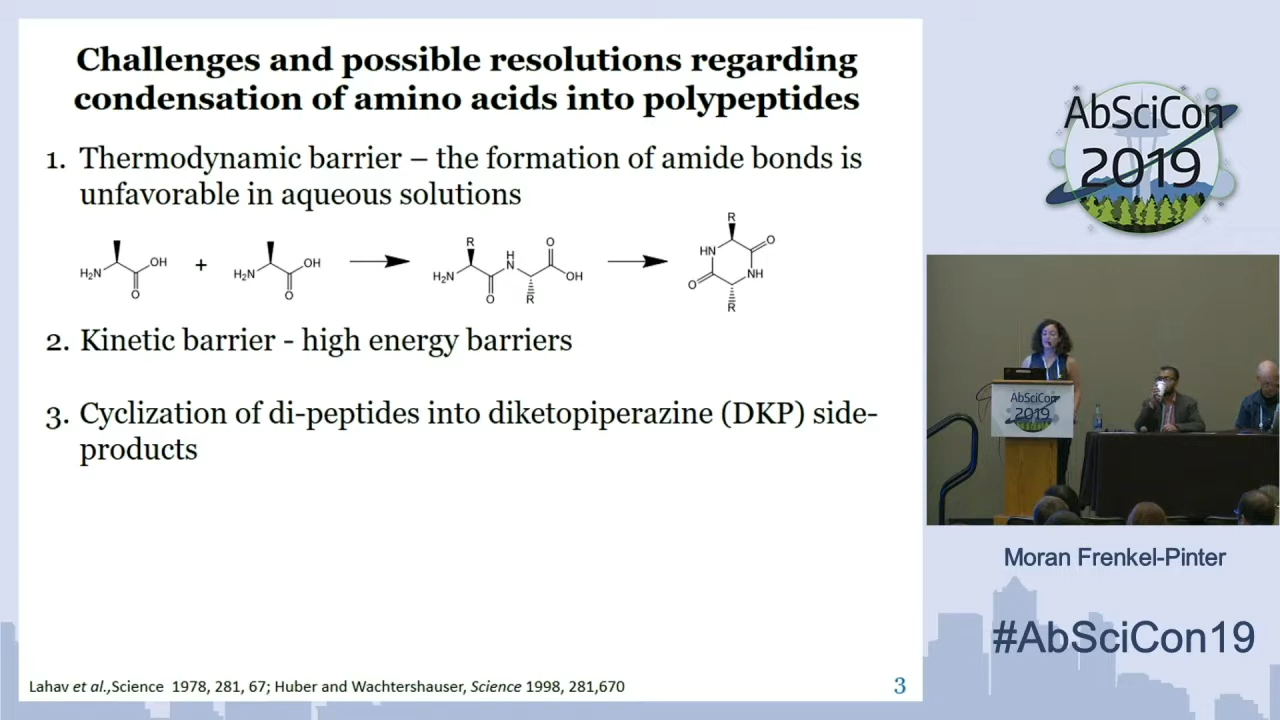 Challenges and possible resolutions regarding
condensation of amino acids into polypeptides
1. Thermodynamic barrier – the formation of amide bonds is
unfavorable in aqueous solutions
H₂N OH O + H₂N OH O R H₂N O H N R O OH R HN O O NH R
2. Kinetic barrier - high energy barriers
3. Cyclization of di-peptides into diketopiperazine (DKP) side-
products
Lahav et al.,Science 1978, 281, 67; Huber and Wachtershauser, Science 1998, 281,670
3
AbSciCon
2019
AbSciCon
2019
Moran Frenkel-Pinter
#AbSciCon19